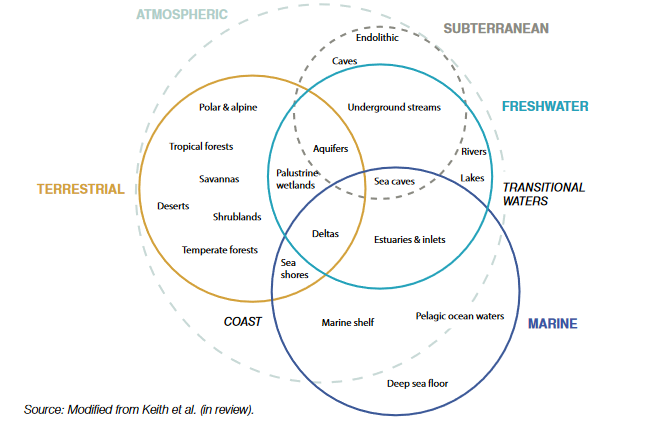 ATMOSPHERIC
SUBTERRANEAN
Endolithic
Caves
FRESHWATER
Polar & alpine
Underground streams
Tropical forests
Aquifers
Rivers
TERRESTRIAL
Savannas
Palustrine
wetlands
Sea caves
Lakes
TRANSITIONAL
WATERS
Deserts
Shrublands
Deltas
Estuaries & inlets
Temperate forests
Sea
shores
COAST
Marine shelf
Pelagic ocean waters
MARINE
Deep sea floor
Source: Modified from Keith et al. (in review).